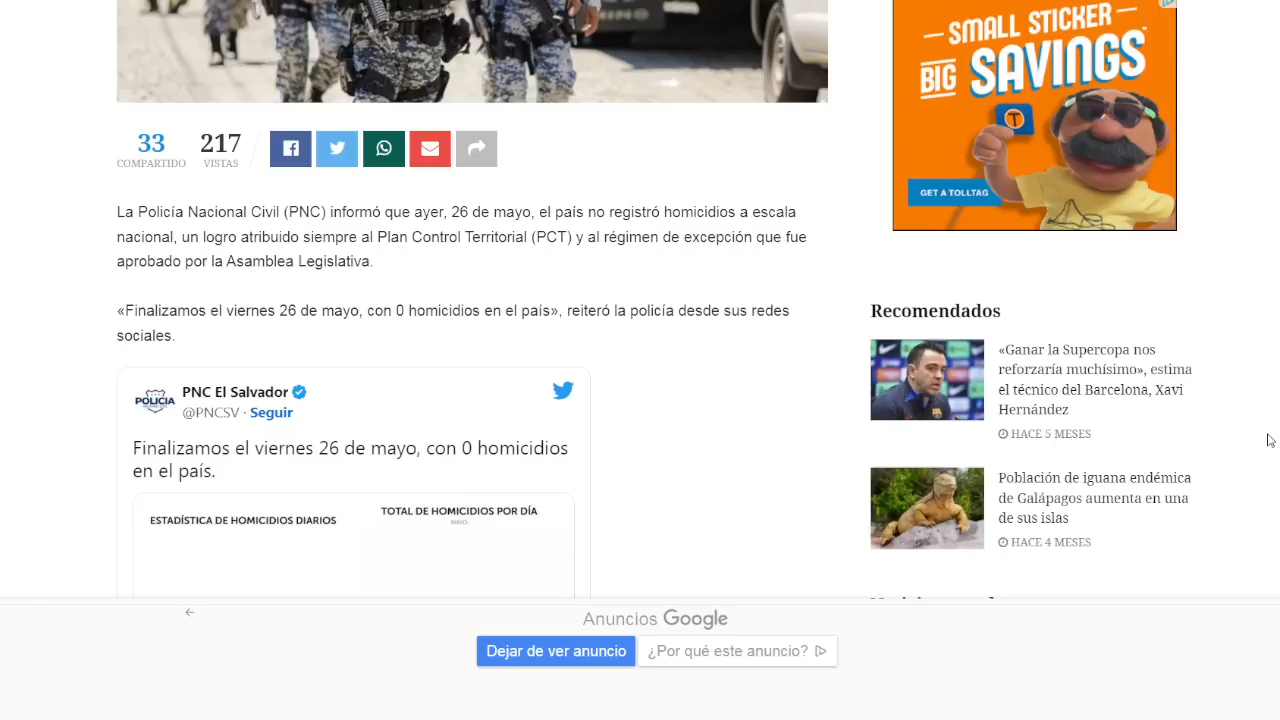 SMALL STICKER
BIG SAVINGS
T
GET A TOLLTAG
33
COMPARTIDO
217
VISTAS
La Policía Nacional Civil (PNC) informó que ayer, 26 de mayo, el país no registró homicidios a escala
nacional, un logro atribuido siempre al Plan Control Territorial (PCT) y al régimen de excepción que fue
aprobado por la Asamblea Legislativa.
«Finalizamos el viernes 26 de mayo, con 0 homicidios en el país», reiteró la policía desde sus redes
sociales.
POLICIA
PNC El Salvador
@PNCSV · Seguir
Finalizamos el viernes 26 de mayo, con 0 homicidios
en el país.
ESTADÍSTICA DE HOMICIDIOS DIARIOS
TOTAL DE HOMICIDIOS POR DÍA
MAYO
Recomendados
«Ganar la Supercopa nos
reforzaría muchísimo», estima
el técnico del Barcelona, Xavi
Hernández
HACE 5 MESES
Población de iguana endémica
de Galápagos aumenta en una
de sus islas
HACE 4 MESES
Anuncios Google
Dejar de ver anuncio
¿Por qué este anuncio?